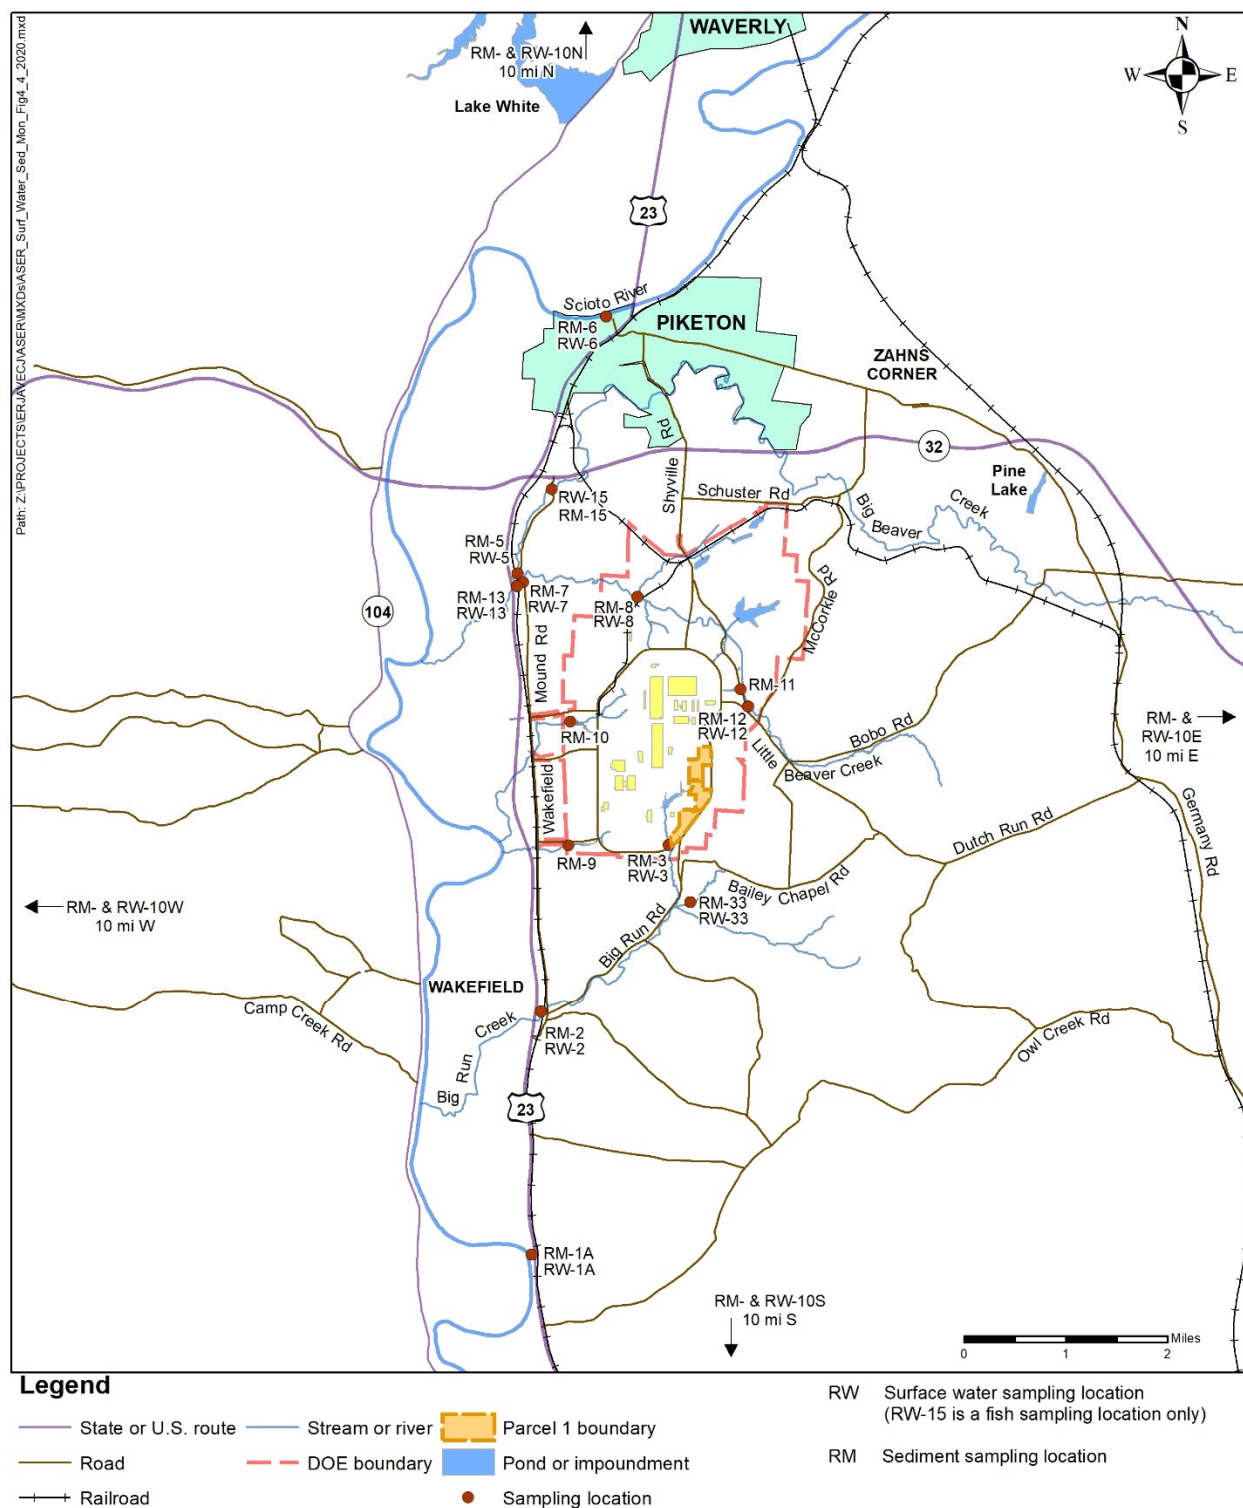 Path: Z:\PROJECTS\ERJAVECJ\ASER\MXDs\ASER_Surf_Water_Sed_Mon_Fig4_4_2020.mxd
WAVERLY
N
W
E
S
RM- & RW-10N
10 mi N
Lake White
23
Scioto River
RM-6
RW-6
PIKETON
ZAHNS
CORNER
Shyville Rd
32
Pine
Lake
RW-15
RM-15
Schuster Rd
Big Beaver Creek
RM-5
RW-5
RM-13
RW-13
RM-7
RW-7
RM-8
RW-8
McCorkle Rd
104
Mound Rd
RM-11
RM-12
RW-12
RM-10
Bobo Rd
RM- &
RW-10E
10 mi E
Little Beaver Creek
Wakefield
Dutch Run Rd
Germany Rd
RM-9
RM-3
RW-3
Bailey Chapel Rd
RM- & RW-10W
10 mi W
RM-33
RW-33
Big Run Rd
WAKEFIELD
Camp Creek Rd
RM-2
RW-2
Owl Creek Rd
Big Run Creek
23
RM-1A
RW-1A
RM- & RW-10S
10 mi S
Miles
0 1 2
Legend
State or U.S. route
Road
Railroad
Stream or river
DOE boundary
Parcel 1 boundary
Pond or impoundment
Sampling location
RW Surface water sampling location
(RW-15 is a fish sampling location only)
RM Sediment sampling location